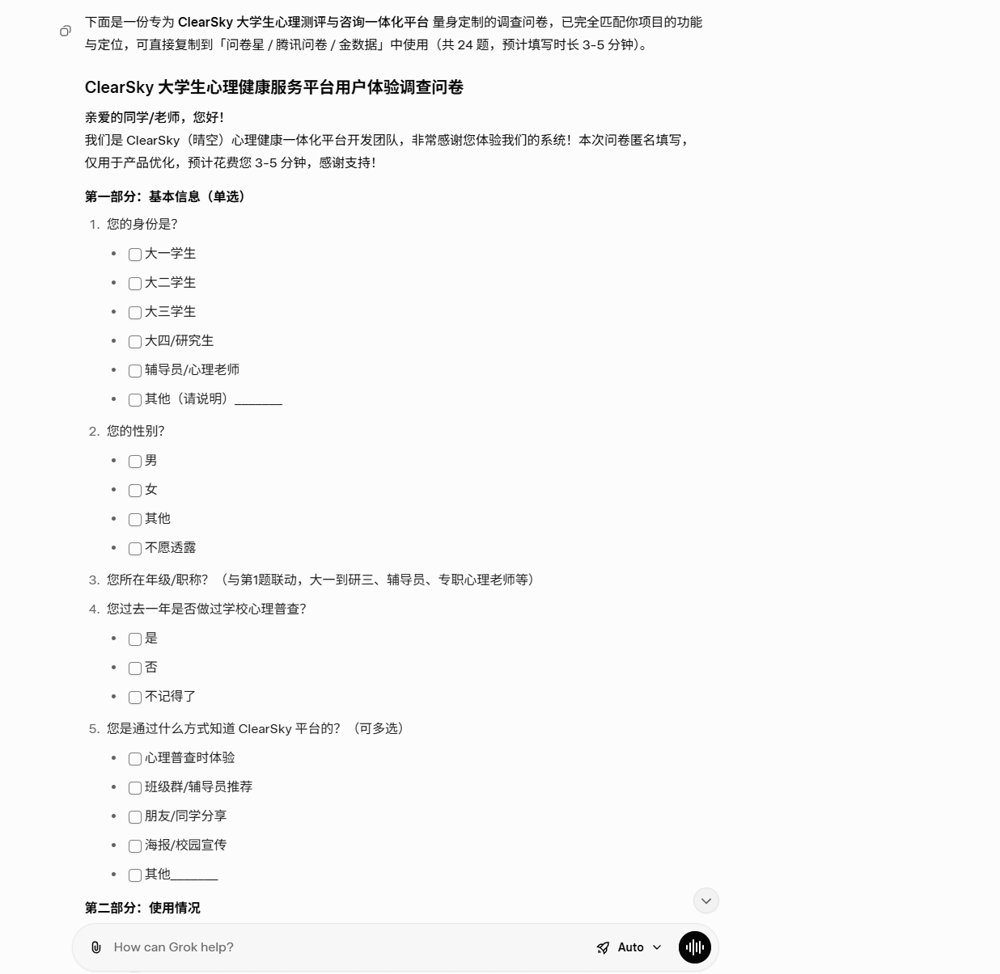 下面是一份专为 ClearSky 大学生心理测评与咨询一体化平台 量身定制的调查问卷，已完全匹配你项目的功能
与定位，可直接复制到「问卷星 / 腾讯问卷 / 金数据」中使用（共 24 题，预计填写时长 3-5 分钟）。
ClearSky 大学生心理健康服务平台用户体验调查问卷
亲爱的同学/老师，您好！
我们是 ClearSky（晴空）心理健康一体化平台开发团队，非常感谢您体验我们的系统！本次问卷匿名填写，
仅用于产品优化，预计花费您 3-5 分钟，感谢支持！
第一部分：基本信息（单选）
1. 您的身份是？
• 大一学生
• 大二学生
• 大三学生
• 大四/研究生
• 辅导员/心理老师
• 其他（请说明）_______
2. 您的性别？
• 男
• 女
• 其他
• 不愿透露
3. 您所在年级/职称？（与第1题联动，大一到研三、辅导员、专职心理老师等）
4. 您过去一年是否做过学校心理普查？
• 是
• 否
• 不记得了
5. 您是通过什么方式知道 ClearSky 平台的？（可多选）
• 心理普查时体验
• 班级群/辅导员推荐
• 朋友/同学分享
• 海报/校园宣传
• 其他_______
第二部分：使用情况
How can Grok help?
Auto